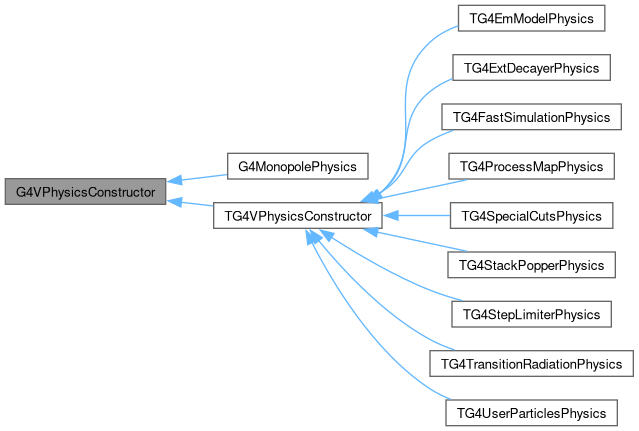 G4VPhysicsConstructor
G4MonopolePhysics
TG4VPhysicsConstructor
TG4EmModelPhysics
TG4ExtDecayerPhysics
TG4FastSimulationPhysics
TG4ProcessMapPhysics
TG4SpecialCutsPhysics
TG4StackPopperPhysics
TG4StepLimiterPhysics
TG4TransitionRadiationPhysics
TG4UserParticlesPhysics